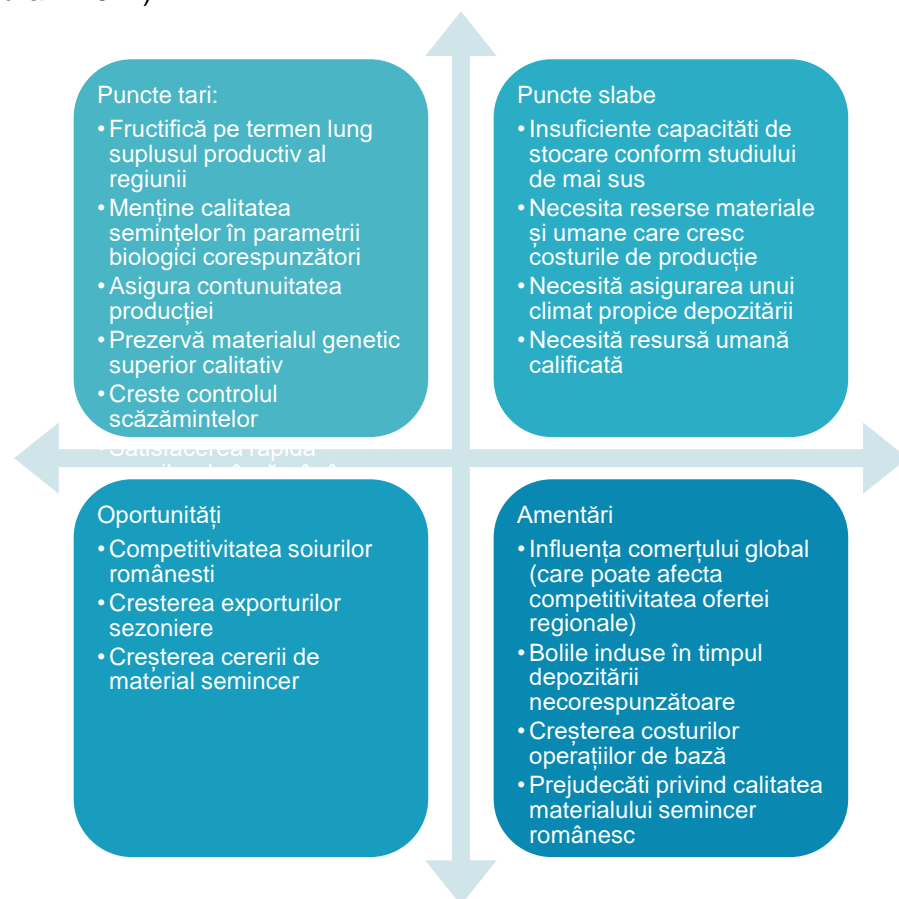 Puncte tari:
• Fructifică pe termen lung
suplusul productiv al
regiunii
• Menține calitatea
semințelor în parametrii
biologici corespunzători
• Asigura contunuitatea
producției
• Prezervă materialul genetic
superior calitativ
• Creste controlul
scăzămintelor
• Satisfacerea rapida
Puncte slabe
• Insuficiente capacităti de
stocare conform studiului
de mai sus
• Necesita reserse materiale
și umane care cresc
costurile de producție
• Necesită asigurarea unui
climat propice depozitării
• Necesită resursă umană
calificată
Oportunități
• Competitivitatea soiurilor
românesti
• Cresterea exporturilor
sezoniere
• Creșterea cererii de
material semincer
Amentări
• Influența comerțului global
(care poate afecta
competitivitatea ofertei
regionale)
• Bolile induse în timpul
depozitării
necorespunzătoare
• Creșterea costurilor
operațiilor de bază
• Prejudecăti privind calitatea
materialului semincer
românesc